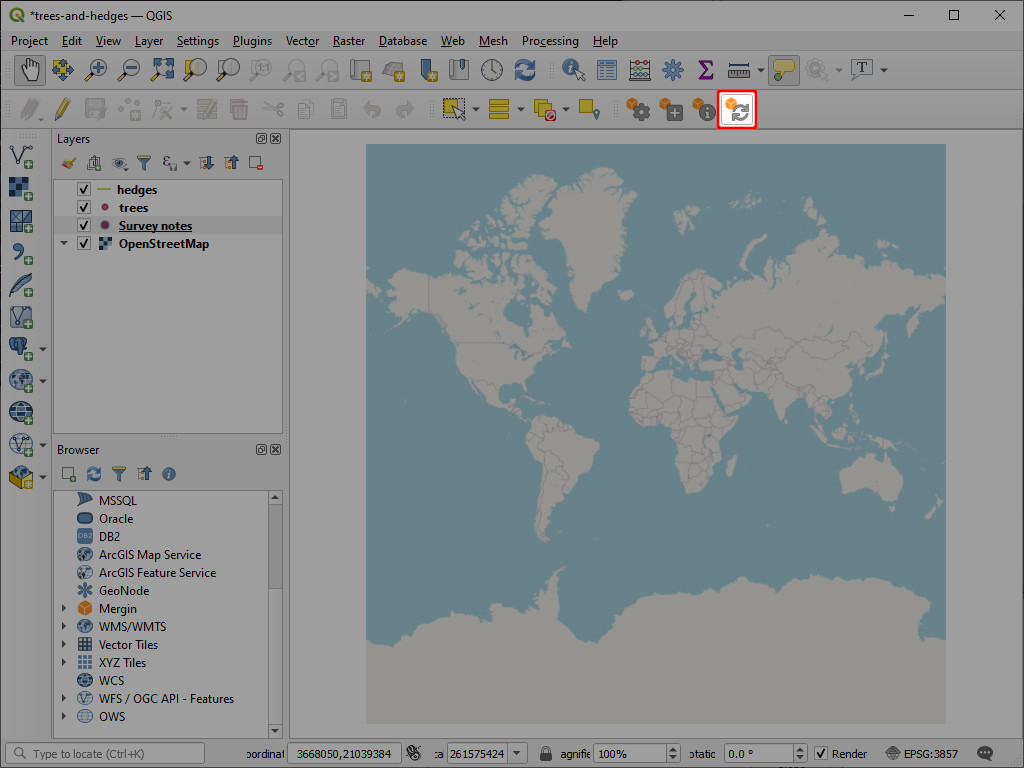 *trees-and-hedges — QGIS
Project Edit View Layer Settings Plugins Vector Raster Database Web Mesh Processing Help
1:1
T
Layers
hedges
trees
Survey notes
OpenStreetMap
Browser
MSSQL
Oracle
DB2 DB2
ArcGIS Map Service
ArcGIS Feature Service
GeoNode
Mergin
WMS/WMTS
Vector Tiles
XYZ Tiles
WCS
WFS / OGC API - Features
OWS
Type to locate (Ctrl+K) oordinat 3668050,21039384 :a 261575424 agnifie 100% otatic 0.0 ° Render EPSG:3857